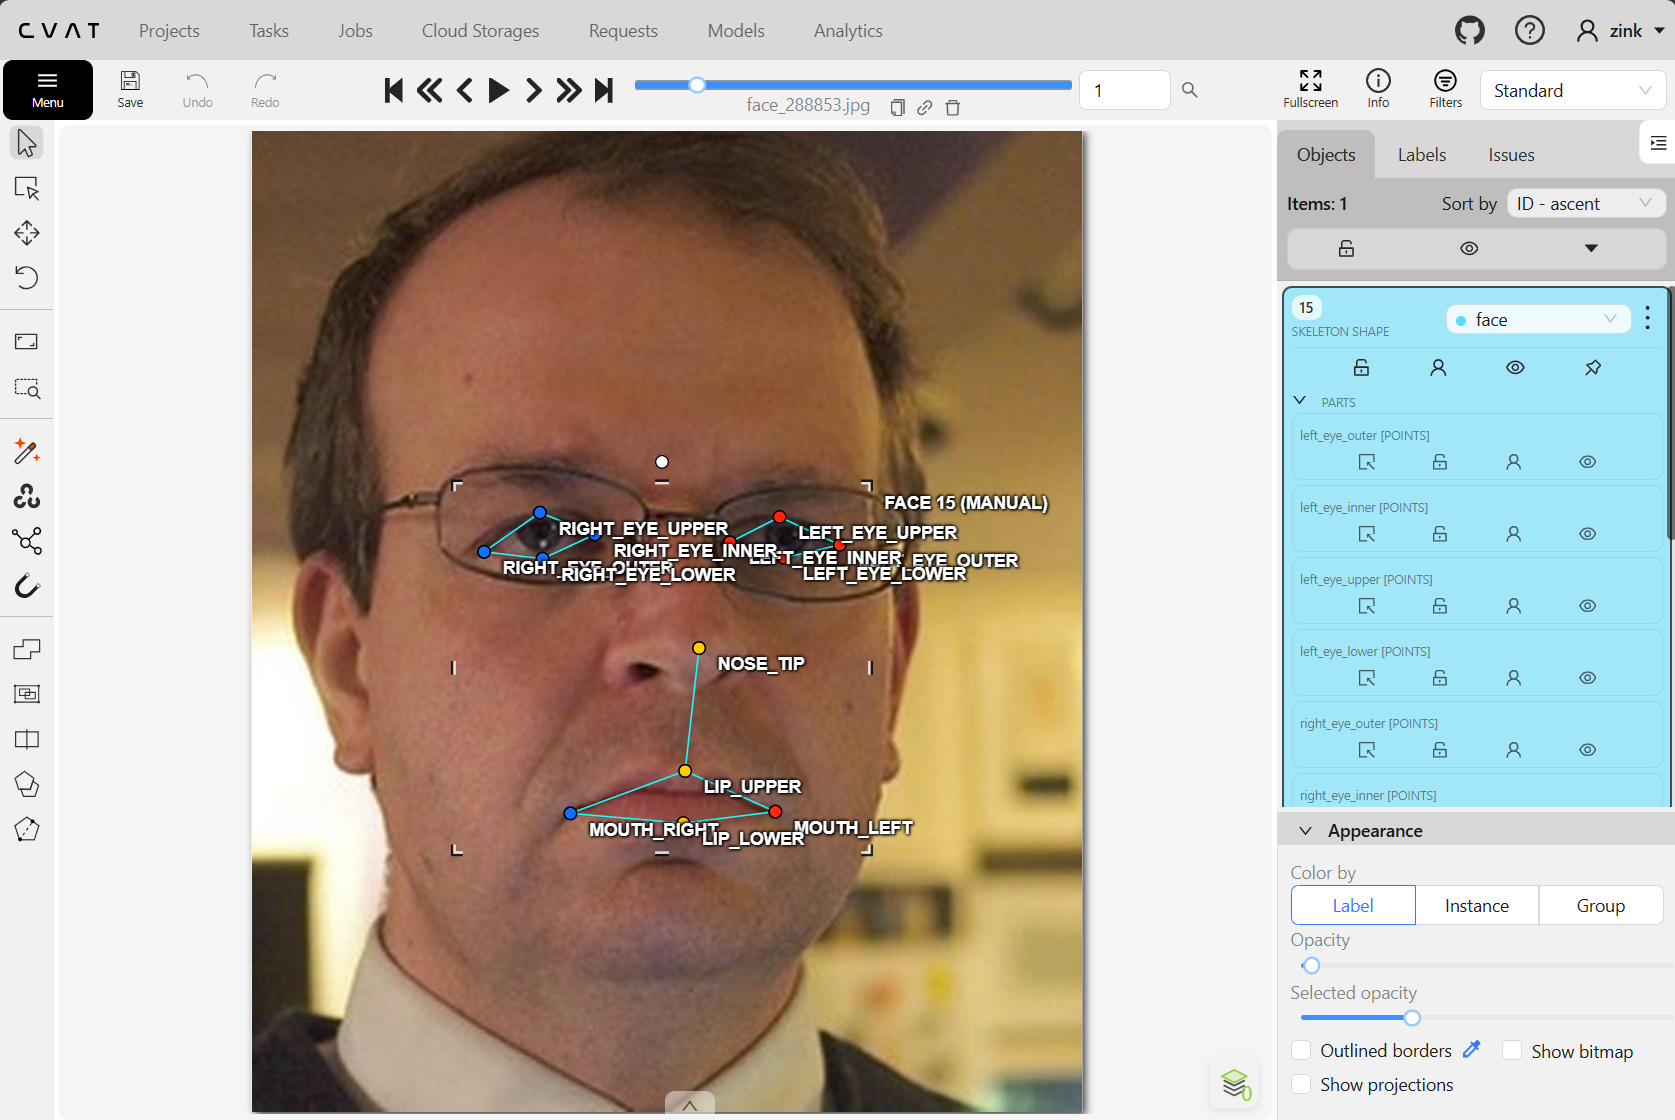 CVAT Projects Tasks Jobs Cloud Storages Requests Models Analytics zink
Menu Save Undo Redo face_288853.jpg 1 Fullscreen Info Filters Standard
Objects Labels Issues
Items: 1 Sort by ID - ascent
15 face
SKELETON SHAPE
PARTS
left_eye_outer [POINTS]
left_eye_inner [POINTS]
left_eye_upper [POINTS]
left_eye_lower [POINTS]
right_eye_outer [POINTS]
right_eye_inner [POINTS]
Appearance
Color by
Label Instance Group
Opacity
Selected opacity
Outlined borders Show bitmap
Show projections
0
FACE 15 (MANUAL)
RIGHT_EYE_UPPER LEFT_EYE_UPPER
RIGHT_EYE_INNER LEFT_EYE_INNER EYE_OUTER
RIGHT_EYE_OUTER RIGHT_EYE_LOWER LEFT_EYE_LOWER
NOSE_TIP
LIP_UPPER
MOUTH_RIGHT LIP_LOWER MOUTH_LEFT